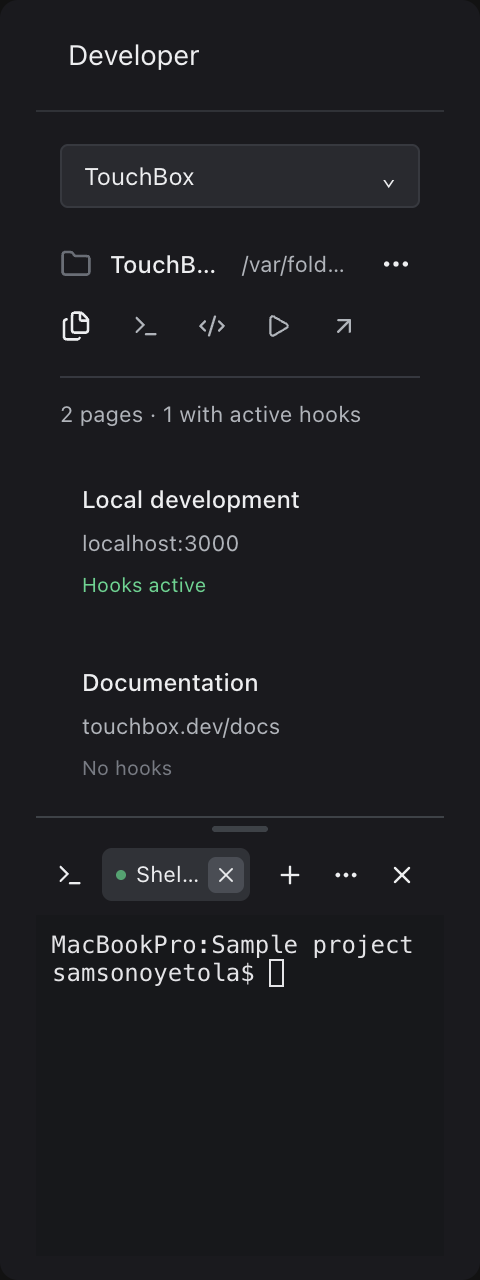 Developer
TouchBox
TouchB... /var/fold...
2 pages · 1 with active hooks
Local development
localhost:3000
Hooks active
Documentation
touchbox.dev/docs
No hooks
Shel...
MacBookPro:Sample project
samsonoyetola$